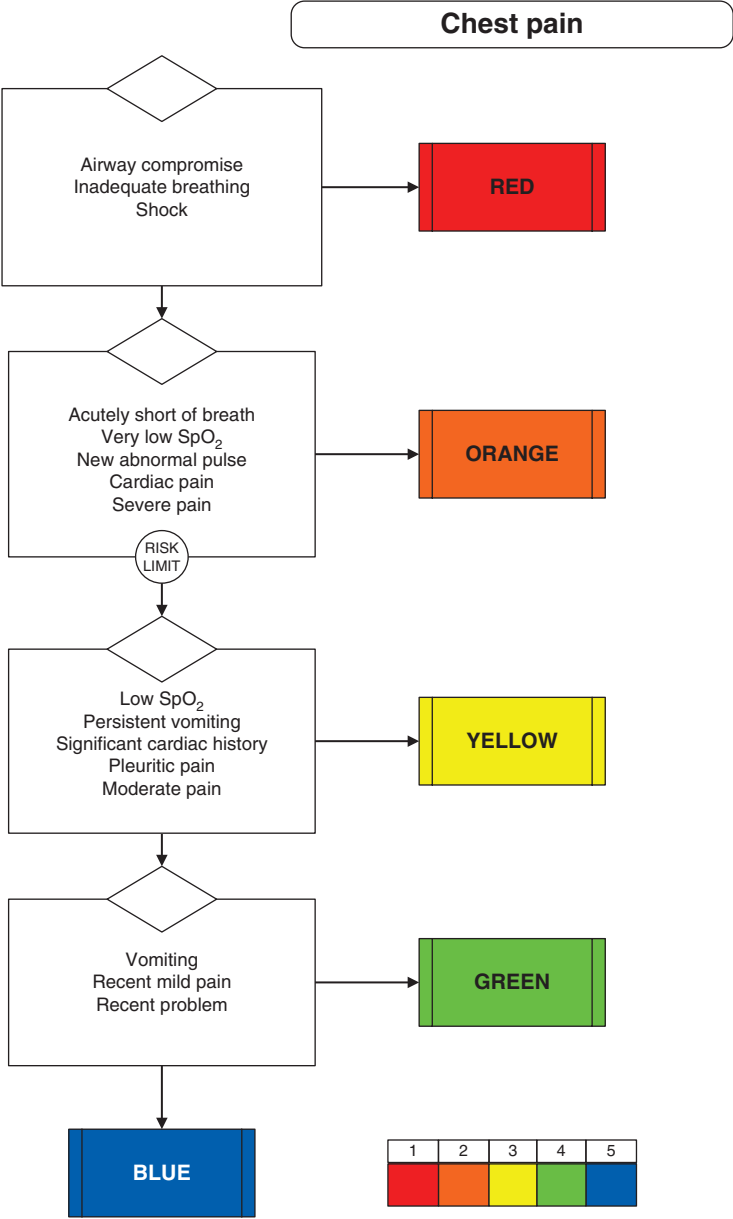 Chest pain
Airway compromise
Inadequate breathing
Shock
RED
Acutely short of breath
Very low SpO₂
New abnormal pulse
Cardiac pain
Severe pain
ORANGE
RISK
LIMIT
Low SpO₂
Persistent vomiting
Significant cardiac history
Pleuritic pain
Moderate pain
YELLOW
Vomiting
Recent mild pain
Recent problem
GREEN
BLUE
1 2 3 4 5